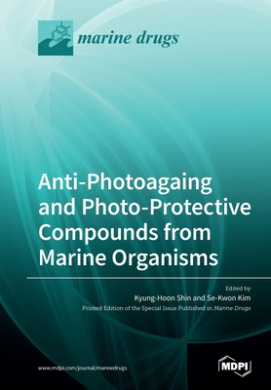 marine drugs
Anti-Photoagaing
and Photo-Protective
Compounds from
Marine Organisms
Edited by
Kyung-Hoon Shin and Se-Kwon Kim
Printed Edition of the Special Issue Published in Marine Drugs
www.mdpi.com/journal/marinedrugs
MDPI